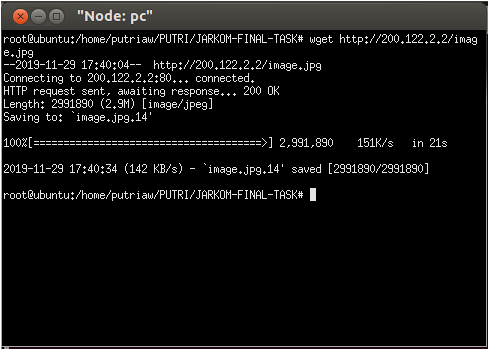 "Node: pc"
root@ubuntu:/home/putriaw/PUTRI/JARKOM-FINAL-TASK# wget http://200.122.2.2/imag
e.jpg
--2019-11-29 17:40:04--  http://200.122.2.2/image.jpg
Connecting to 200.122.2.2:80... connected.
HTTP request sent, awaiting response... 200 OK
Length: 2991890 (2.9M) [image/jpeg]
Saving to: `image.jpg.14'
100%[======================================>] 2,991,890    151K/s   in 21s
2019-11-29 17:40:34 (142 KB/s) - `image.jpg.14' saved [2991890/2991890]
root@ubuntu:/home/putriaw/PUTRI/JARKOM-FINAL-TASK#